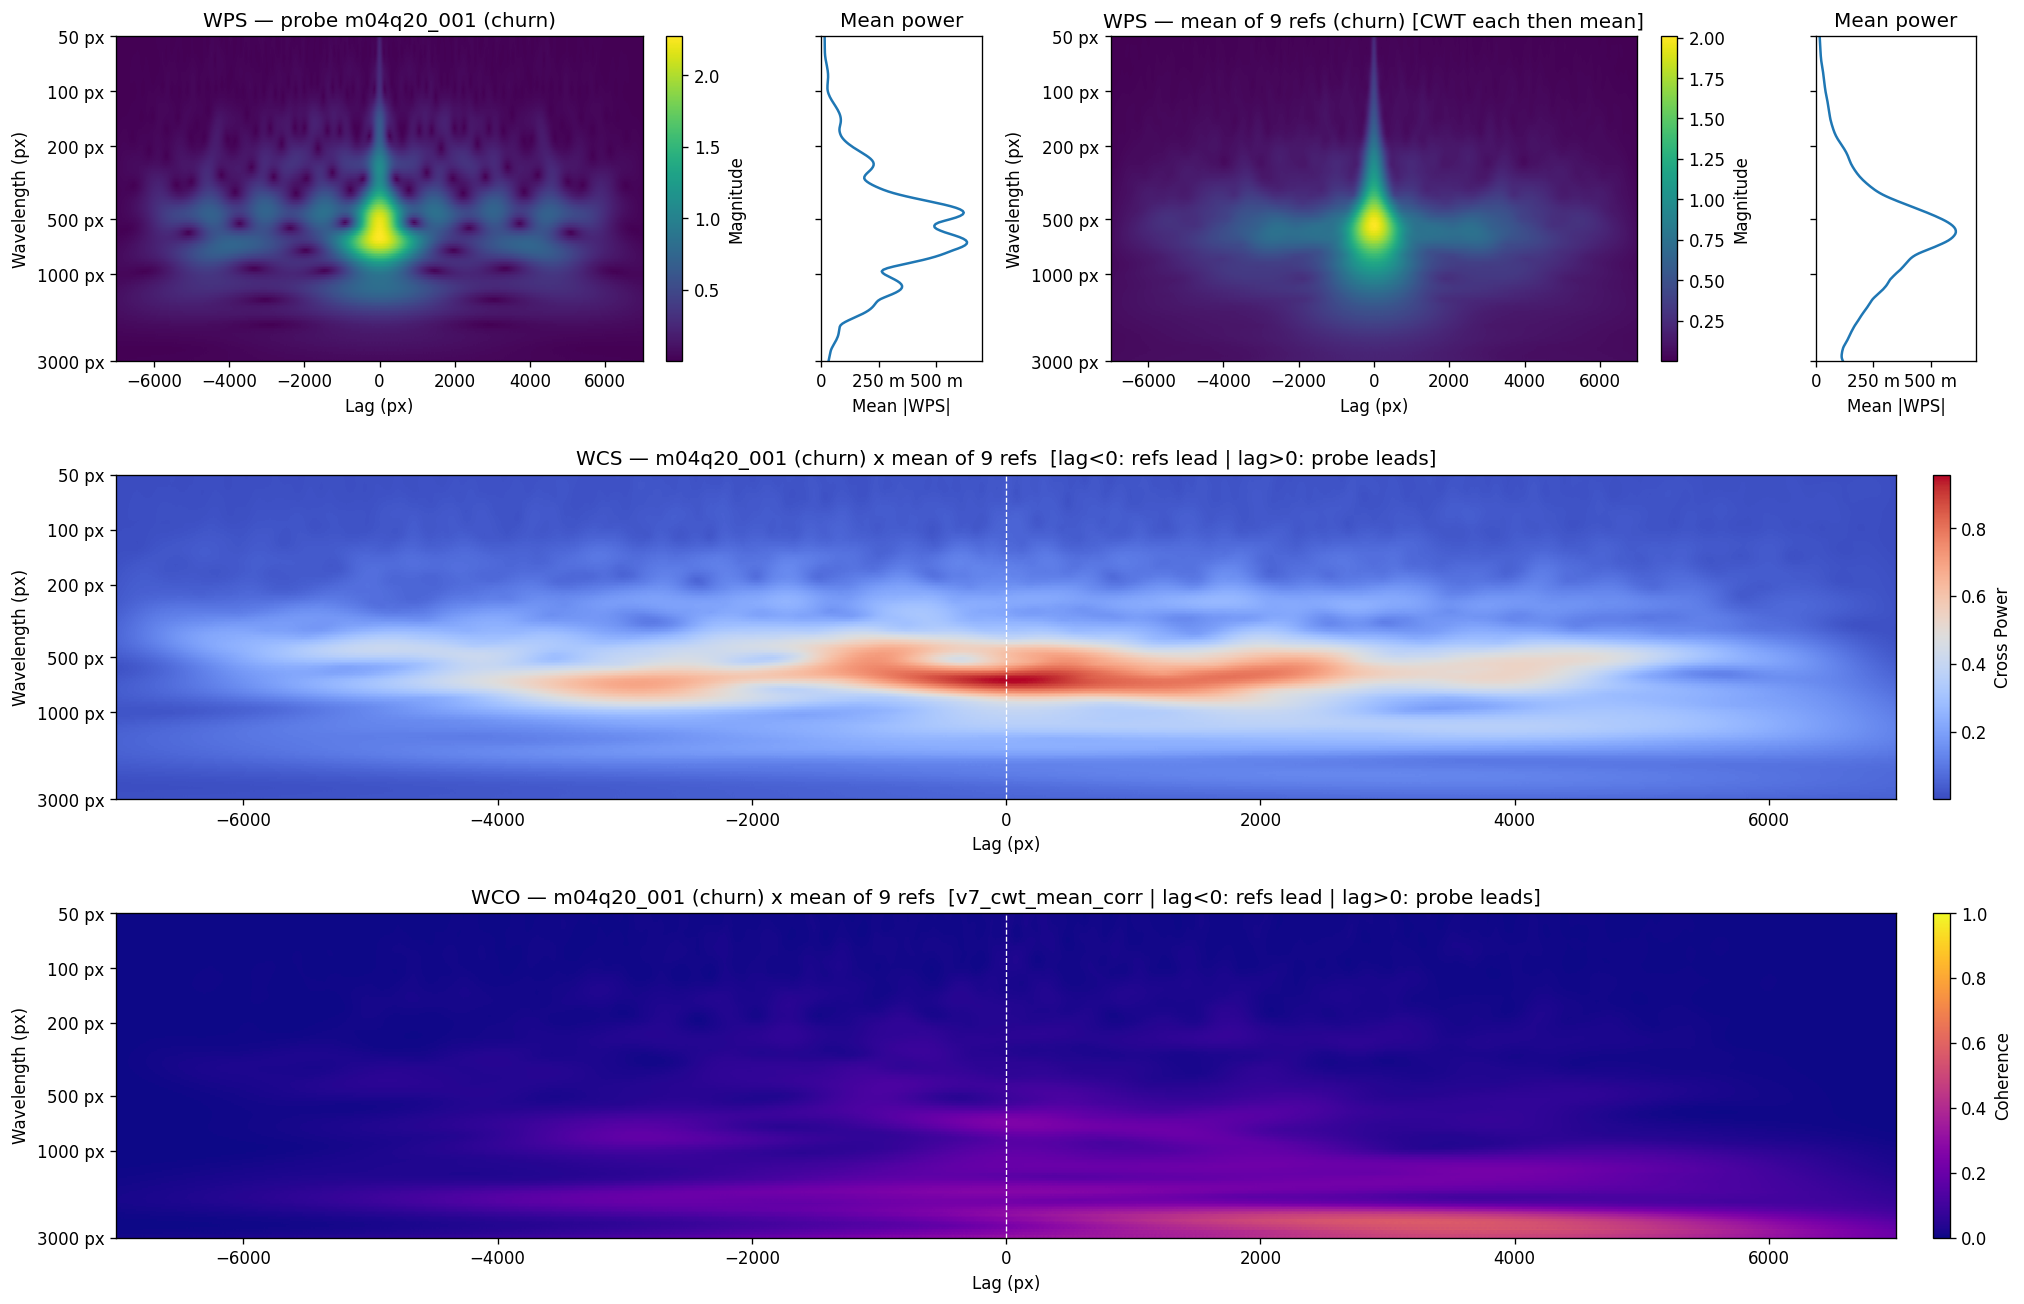 WPS — probe m04q20_001 (churn)
50 px
100 px
200 px
500 px
1000 px
3000 px
Wavelength (px)
−6000 −4000 −2000 0 2000 4000 6000
Lag (px)
2.0
1.5
1.0
0.5
Magnitude
Mean power
0 250 m 500 m
Mean |WPS|
WPS — mean of 9 refs (churn) [CWT each then mean]
50 px
100 px
200 px
500 px
1000 px
3000 px
Wavelength (px)
−6000 −4000 −2000 0 2000 4000 6000
Lag (px)
2.00
1.75
1.50
1.25
1.00
0.75
0.50
0.25
Magnitude
Mean power
0 250 m 500 m
Mean |WPS|
WCS — m04q20_001 (churn) x mean of 9 refs [lag<0: refs lead | lag>0: probe leads]
50 px
100 px
200 px
500 px
1000 px
3000 px
Wavelength (px)
−6000 −4000 −2000 0 2000 4000 6000
Lag (px)
0.8
0.6
0.4
0.2
Cross Power
WCO — m04q20_001 (churn) x mean of 9 refs [v7_cwt_mean_corr | lag<0: refs lead | lag>0: probe leads]
50 px
100 px
200 px
500 px
1000 px
3000 px
Wavelength (px)
−6000 −4000 −2000 0 2000 4000 6000
Lag (px)
1.0
0.8
0.6
0.4
0.2
0.0
Coherence